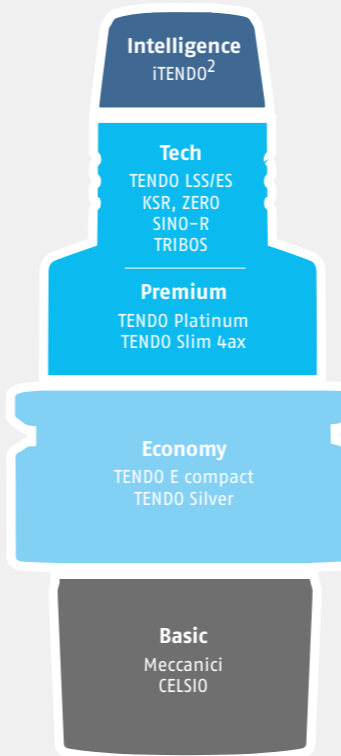 Intelligence
iTENDO²
Tech
TENDO LSS/ES
KSR, ZERO
SINO-R
TRIBOS
Premium
TENDO Platinum
TENDO Slim 4ax
Economy
TENDO E compact
TENDO Silver
Basic
Meccanici
CELSIO